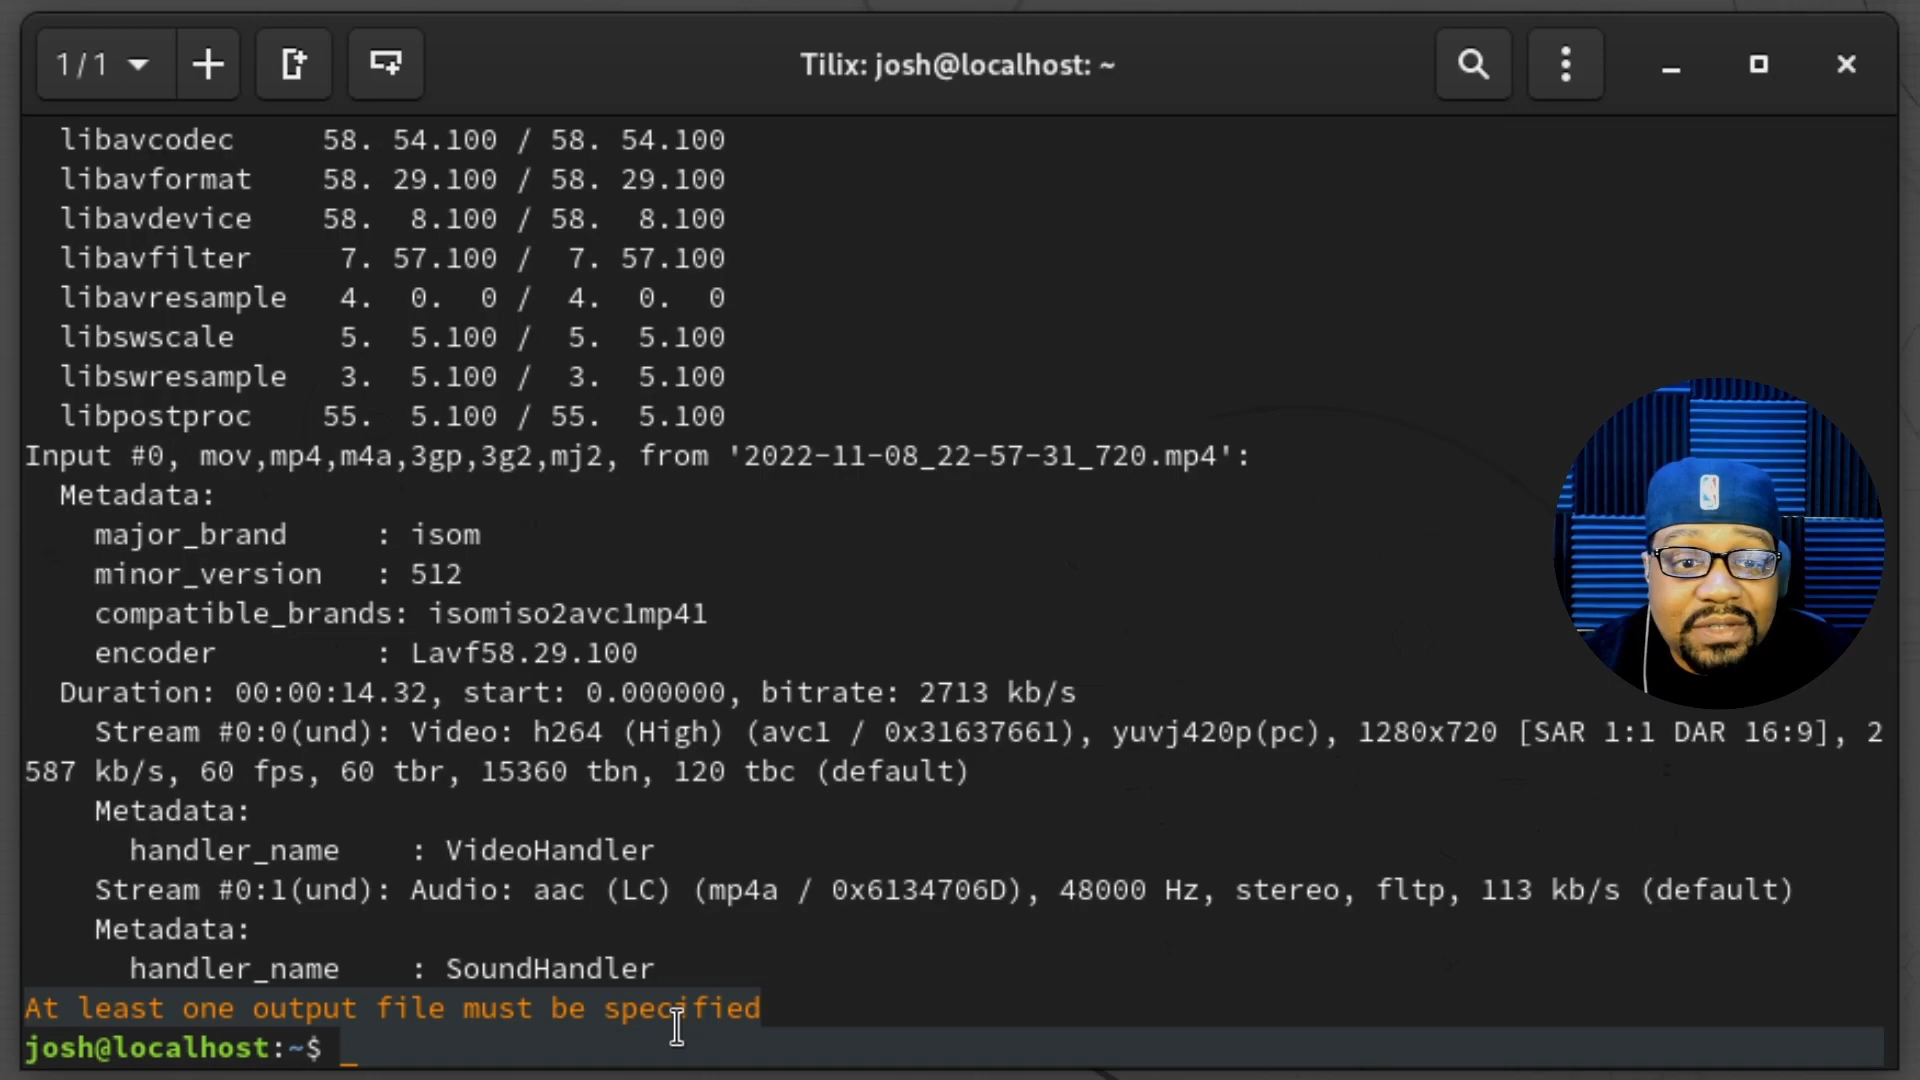 1/1
Tilix: josh@localhost: ~
libavcodec     58. 54.100 / 58. 54.100
libavformat    58. 29.100 / 58. 29.100
libavdevice    58.  8.100 / 58.  8.100
libavfilter     7. 57.100 /  7. 57.100
libavresample   4.  0.  0 /  4.  0.  0
libswscale      5.  5.100 /  5.  5.100
libswresample   3.  5.100 /  3.  5.100
libpostproc    55.  5.100 / 55.  5.100
Input #0, mov,mp4,m4a,3gp,3g2,mj2, from '2022-11-08_22-57-31_720.mp4':
Metadata:
major_brand     : isom
minor_version   : 512
compatible_brands: isomiso2avc1mp41
encoder         : Lavf58.29.100
Duration: 00:00:14.32, start: 0.000000, bitrate: 2713 kb/s
Stream #0:0(und): Video: h264 (High) (avc1 / 0x31637661), yuvj420p(pc), 1280x720 [SAR 1:1 DAR 16:9], 2
587 kb/s, 60 fps, 60 tbr, 15360 tbn, 120 tbc (default)
Metadata:
handler_name    : VideoHandler
Stream #0:1(und): Audio: aac (LC) (mp4a / 0x6134706D), 48000 Hz, stereo, fltp, 113 kb/s (default)
Metadata:
handler_name    : SoundHandler
At least one output file must be specified
josh@localhost:~$ _